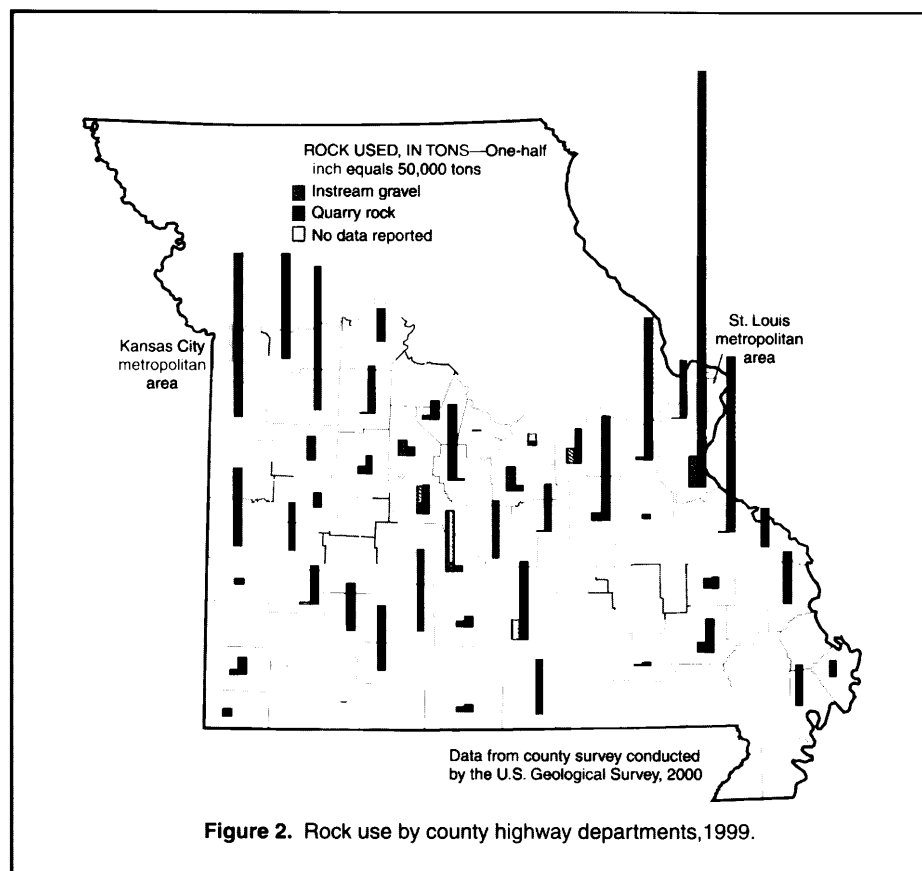 ROCK USED, IN TONS—One-half
inch equals 50,000 tons
Instream gravel
Quarry rock
No data reported
St. Louis
metropolitan
area
Kansas City
metropolitan
area
Data from county survey conducted
by the U.S. Geological Survey, 2000
Figure 2. Rock use by county highway departments,1999.